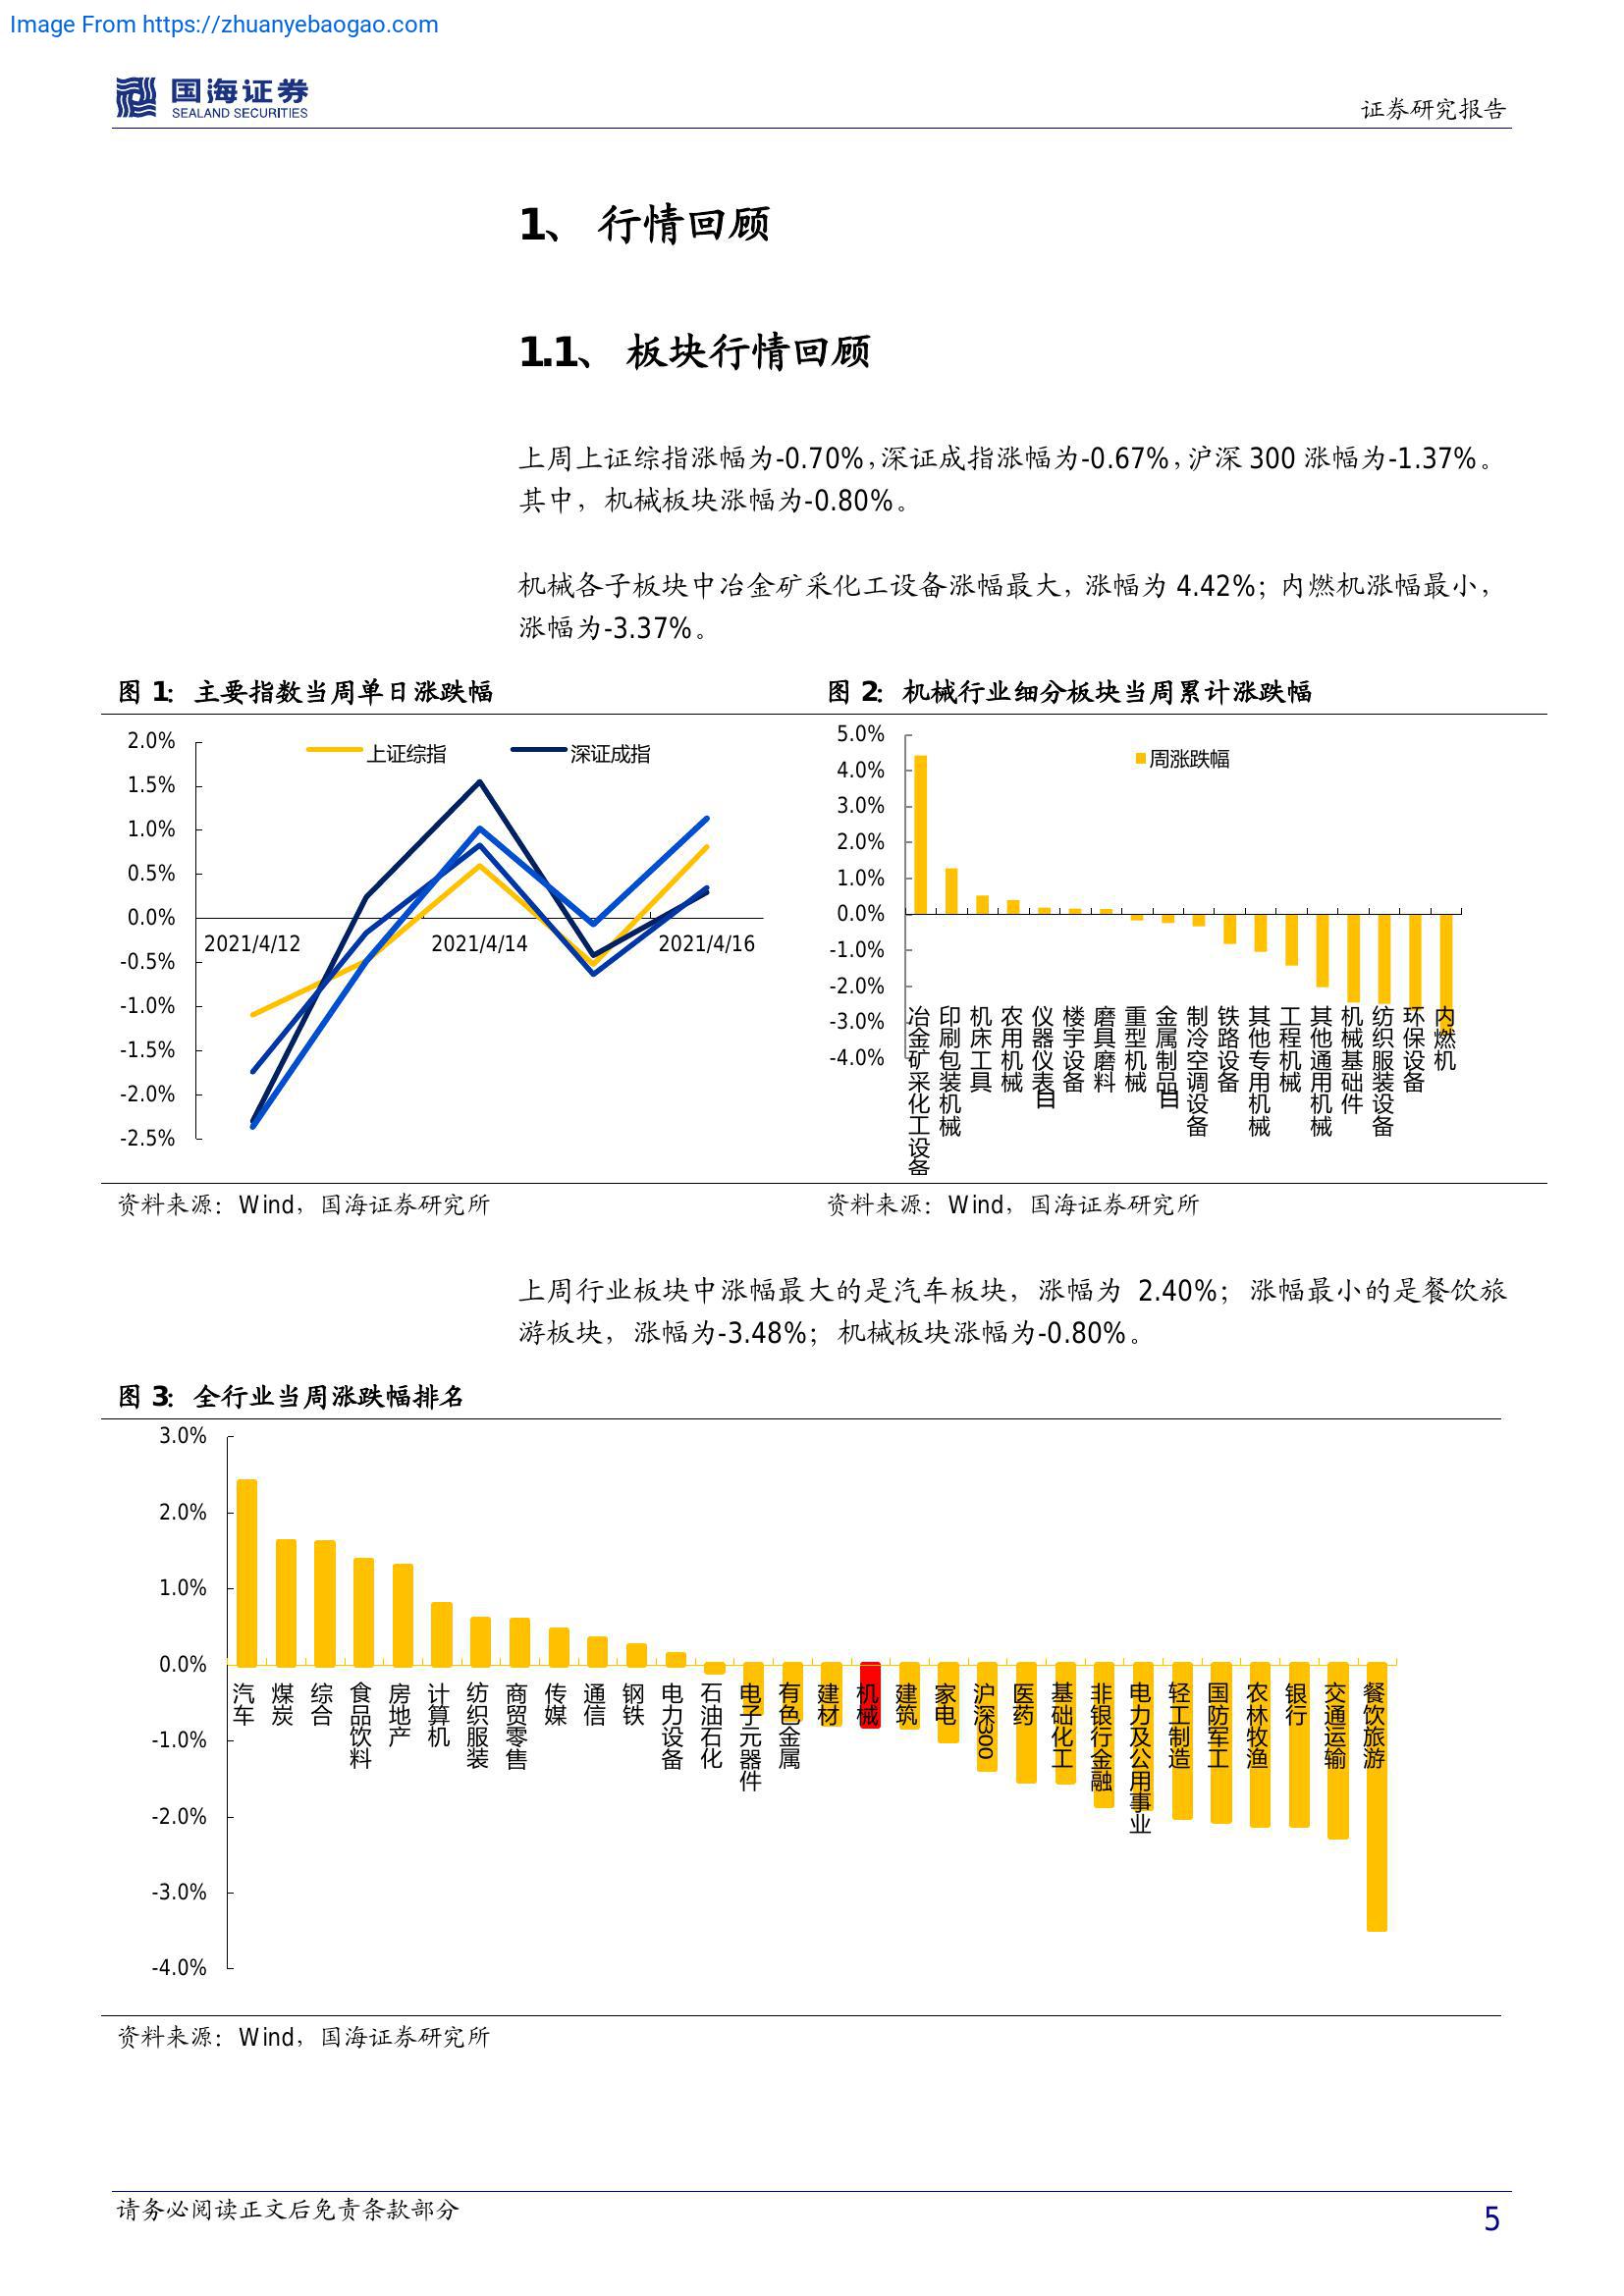 Image From https://zhuanyebaogao.com
国海证券
SEALAND SECURITIES
证券研究报告
1、 行情回顾
1.1、 板块行情回顾
上周上证综指涨幅为-0.70%，深证成指涨幅为-0.67%，沪深 300 涨幅为-1.37%。
其中，机械板块涨幅为-0.80%。
机械各子板块中冶金矿采化工设备涨幅最大，涨幅为 4.42%；内燃机涨幅最小，
涨幅为-3.37%。
图 1：主要指数当周单日涨跌幅
2.0%
1.5%
1.0%
0.5%
0.0%
-0.5%
-1.0%
-1.5%
-2.0%
-2.5%
上证综指
深证成指
2021/4/12
2021/4/14
2021/4/16
资料来源：Wind，国海证券研究所
图 2：机械行业细分板块当周累计涨跌幅
5.0%
4.0%
3.0%
2.0%
1.0%
0.0%
-1.0%
-2.0%
-3.0%
-4.0%
周涨跌幅
冶金矿采化工设备
印刷包装机械
机床工具
农用机械
仪器仪表
楼宇设备
磨具磨料
重型机械
金属制品
制冷空调设备
铁路设备
其他专用机械
工程机械
其他通用机械
机械基础件
纺织服装设备
环保设备
内燃机
资料来源：Wind，国海证券研究所
上周行业板块中涨幅最大的是汽车板块，涨幅为 2.40%；涨幅最小的是餐饮旅
游板块，涨幅为-3.48%；机械板块涨幅为-0.80%。
图 3：全行业当周涨跌幅排名
3.0%
2.0%
1.0%
0.0%
-1.0%
-2.0%
-3.0%
-4.0%
汽车
煤炭
综合
食品饮料
房地产
计算机
纺织服装
商贸零售
传媒
通信
钢铁
电力设备
石油石化
电子元器件
有色金属
建材
机械
建筑
家电
沪深300
医药
基础化工
非银行金融
电力及公用事业
轻工制造
国防军工
农林牧渔
银行
交通运输
餐饮旅游
资料来源：Wind，国海证券研究所
请务必阅读正文后免责条款部分
5